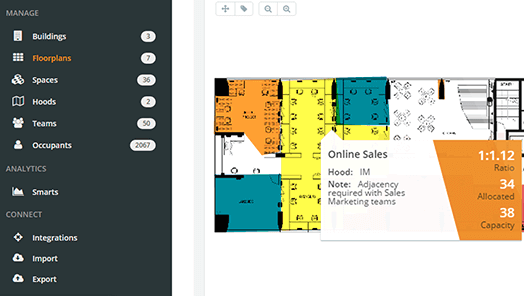 MANAGE
Buildings 3
Floorplans 7
Spaces 36
Hoods 2
Teams 50
Occupants 2067
ANALYTICS
Smarts
CONNECT
Integrations
Import
Export
Online Sales
Hood: IM
Note: Adjacency
required with Sales
Marketing teams
1:1.12
Ratio
34
Allocated
38
Capacity